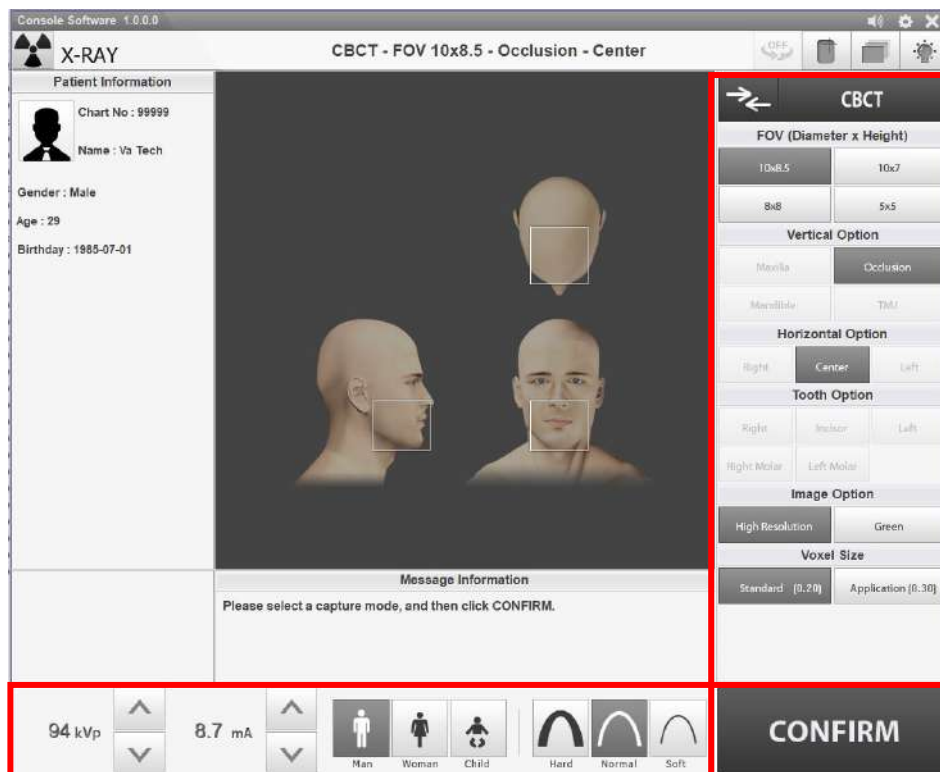 Console Software 1.0.0.0
X-RAY
CBCT - FOV 10x8.5 - Occlusion - Center
OFF
Patient Information
Chart No : 99999
Name : Va Tech
Gender : Male
Age : 29
Birthday : 1985-07-01
CBCT
FOV (Diameter x Height)
10x8.5 10x7
8x8 5x5
Vertical Option
Maxilla Occlusion
Mandible TMJ
Horizontal Option
Right Center Left
Tooth Option
Right Incisor Left
Right Molar Left Molar
Image Option
High Resolution Green
Voxel Size
Standard (0.20) Application (0.30)
Message Information
Please select a capture mode, and then click CONFIRM.
94 kVp 8.7 mA
Man Woman Child Hard Normal Soft
CONFIRM